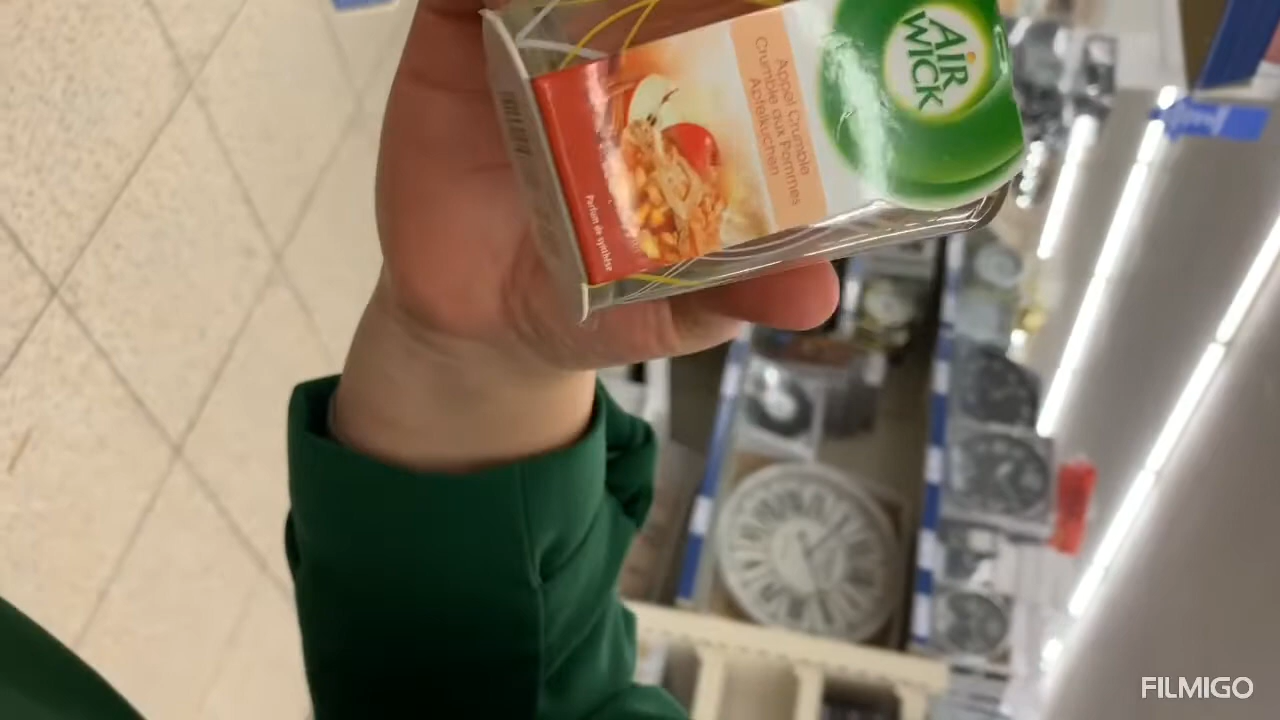 AIR
WICK
Appel Crumble
Crumble aux Pommes
Apfelkuchen
Parfum de synthèse
FILMIGO